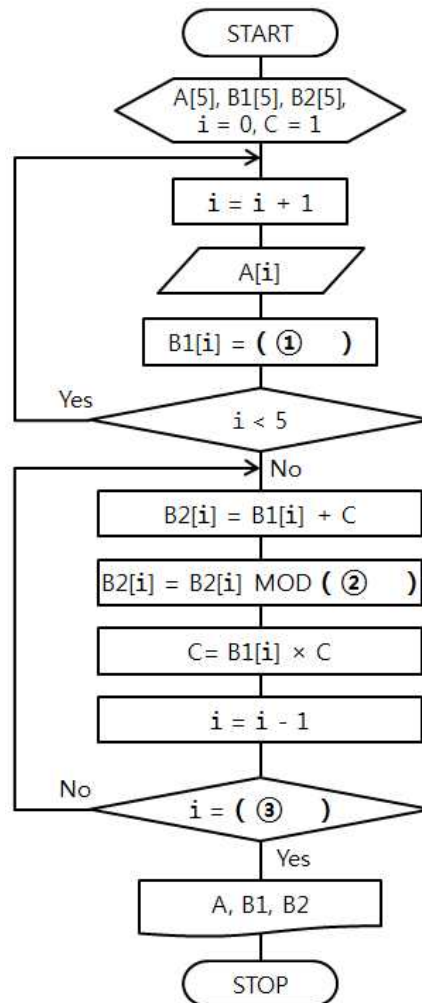 START
A[5], B1[5], B2[5],
i = 0, C = 1
i = i + 1
A[i]
B1[i] = ( ① )
Yes
i < 5
No
B2[i] = B1[i] + C
B2[i] = B2[i] MOD ( ② )
C= B1[i] × C
i = i - 1
No
i = ( ③ )
Yes
A, B1, B2
STOP